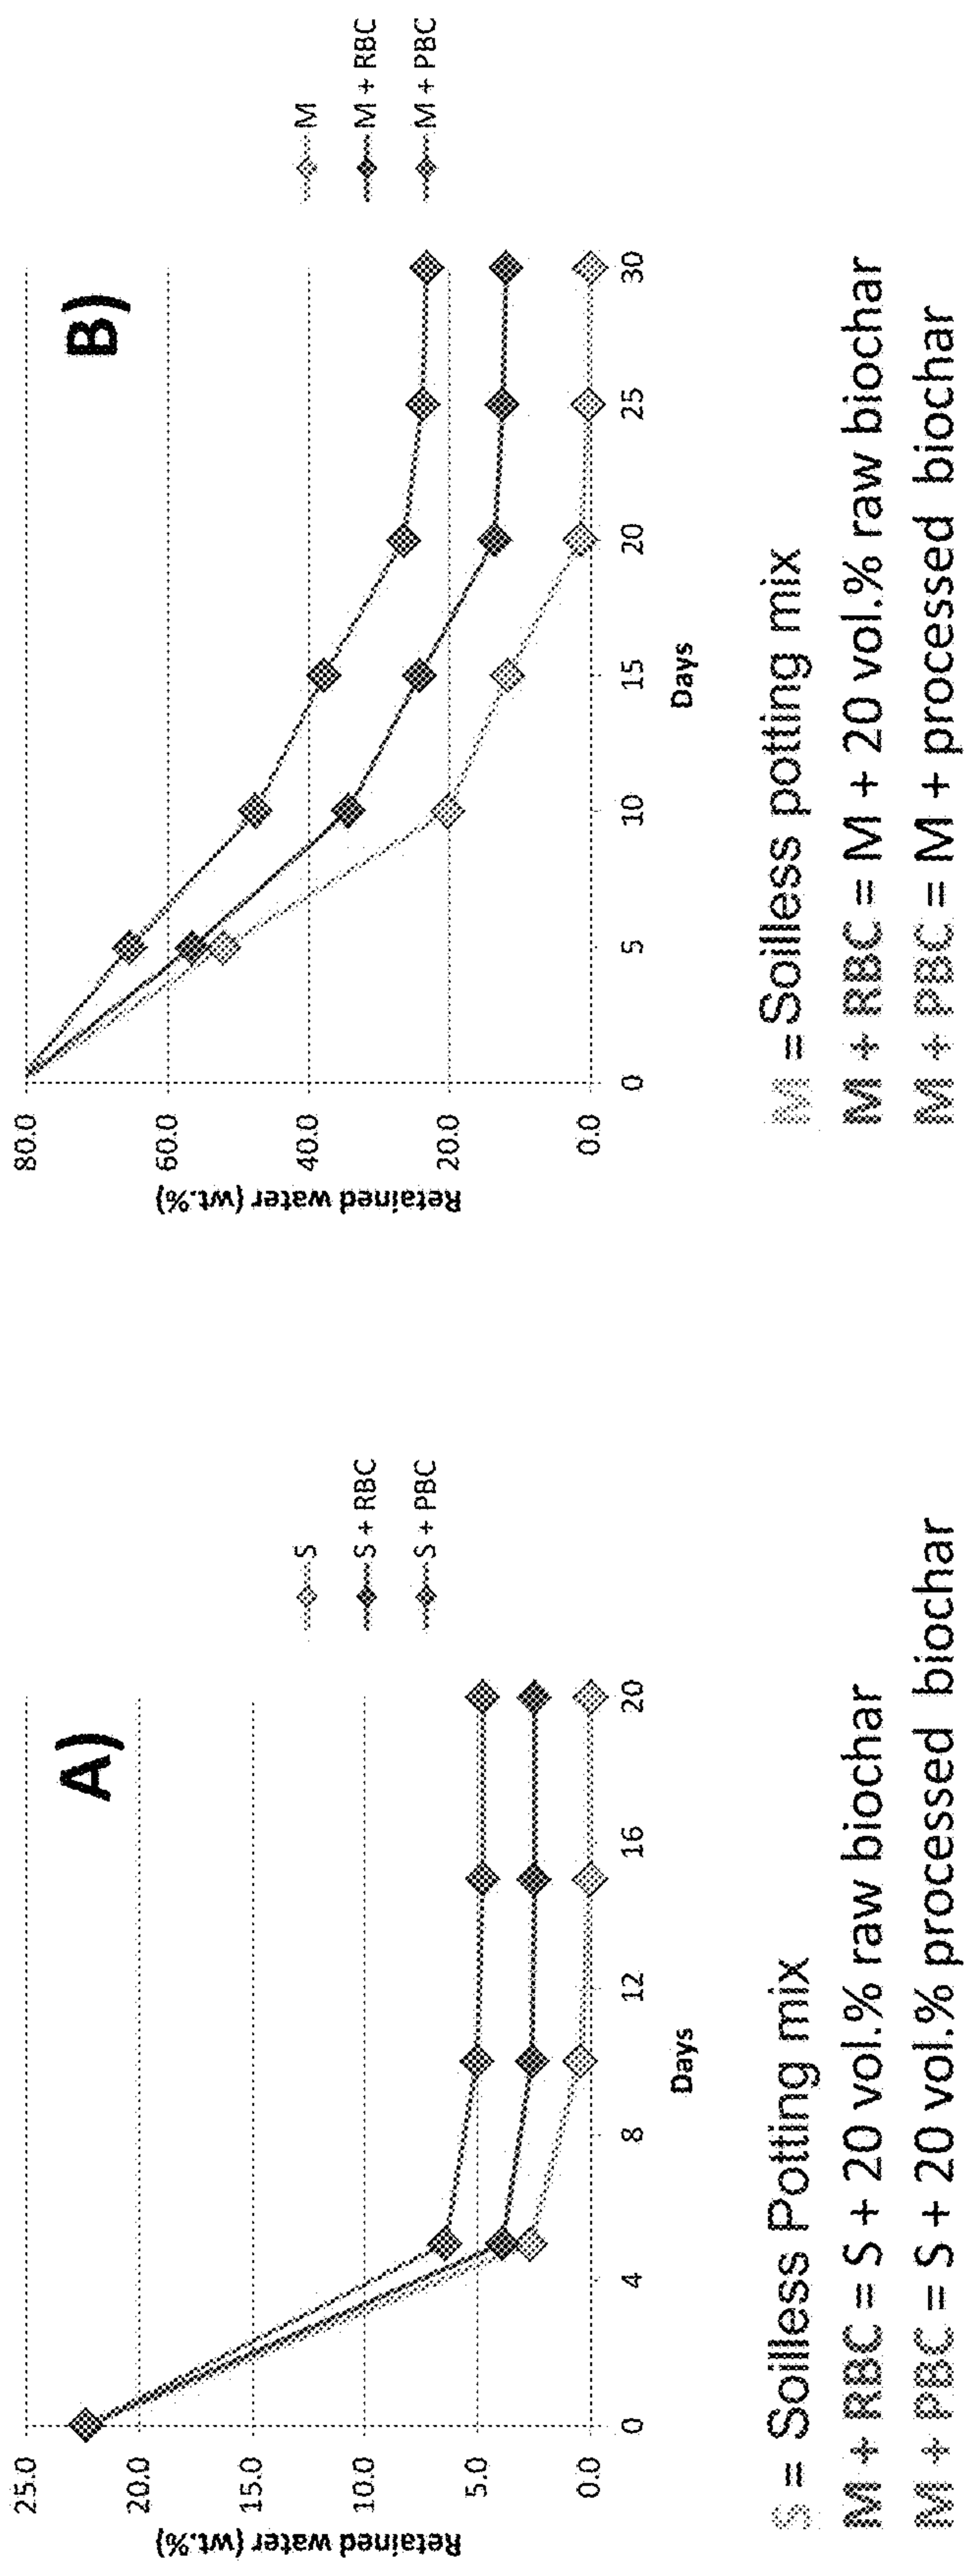 A)
25.0
20.0
15.0
10.0
5.0
0.0
Retained water (wt.%)
0 4 8 12 16 20
Days
S
S + RBC
S + PBC
S = Soilless Potting mix
M + RBC = S + 20 vol.% raw biochar
M + PBC = S + 20 vol.% processed biochar
B)
80.0
60.0
40.0
20.0
0.0
Retained water (wt.%)
0 5 10 15 20 25 30
Days
M
M + RBC
M + PBC
M = Soilless potting mix
M + RBC = M + 20 vol.% raw biochar
M + PBC = M + processed biochar